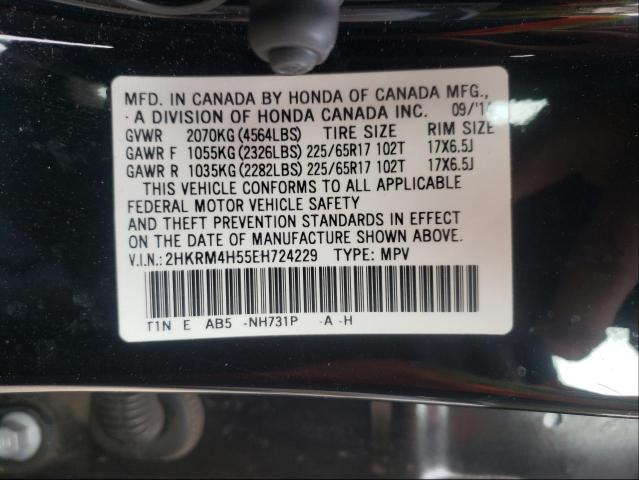 MFD. IN CANADA BY HONDA OF CANADA MFG.,
A DIVISION OF HONDA CANADA INC. 09/'1
GVWR 2070KG (4564LBS) TIRE SIZE RIM SIZE
GAWR F 1055KG (2326LBS) 225/65R17 102T 17X6.5J
GAWR R 1035KG (2282LBS) 225/65R17 102T 17X6.5J
THIS VEHICLE CONFORMS TO ALL APPLICABLE
FEDERAL MOTOR VEHICLE SAFETY
AND THEFT PREVENTION STANDARDS IN EFFECT
ON THE DATE OF MANUFACTURE SHOWN ABOVE.
V.I.N.: 2HKRM4H55EH724229 TYPE: MPV
T1N E AB5 -NH731P -A -H